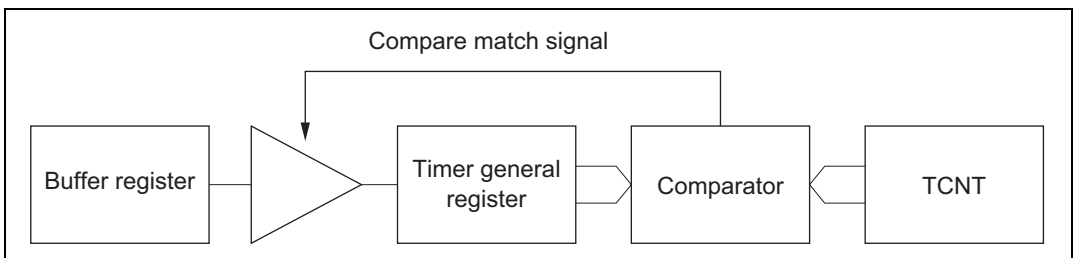 Compare match signal
Buffer register
Timer general
register
Comparator
TCNT